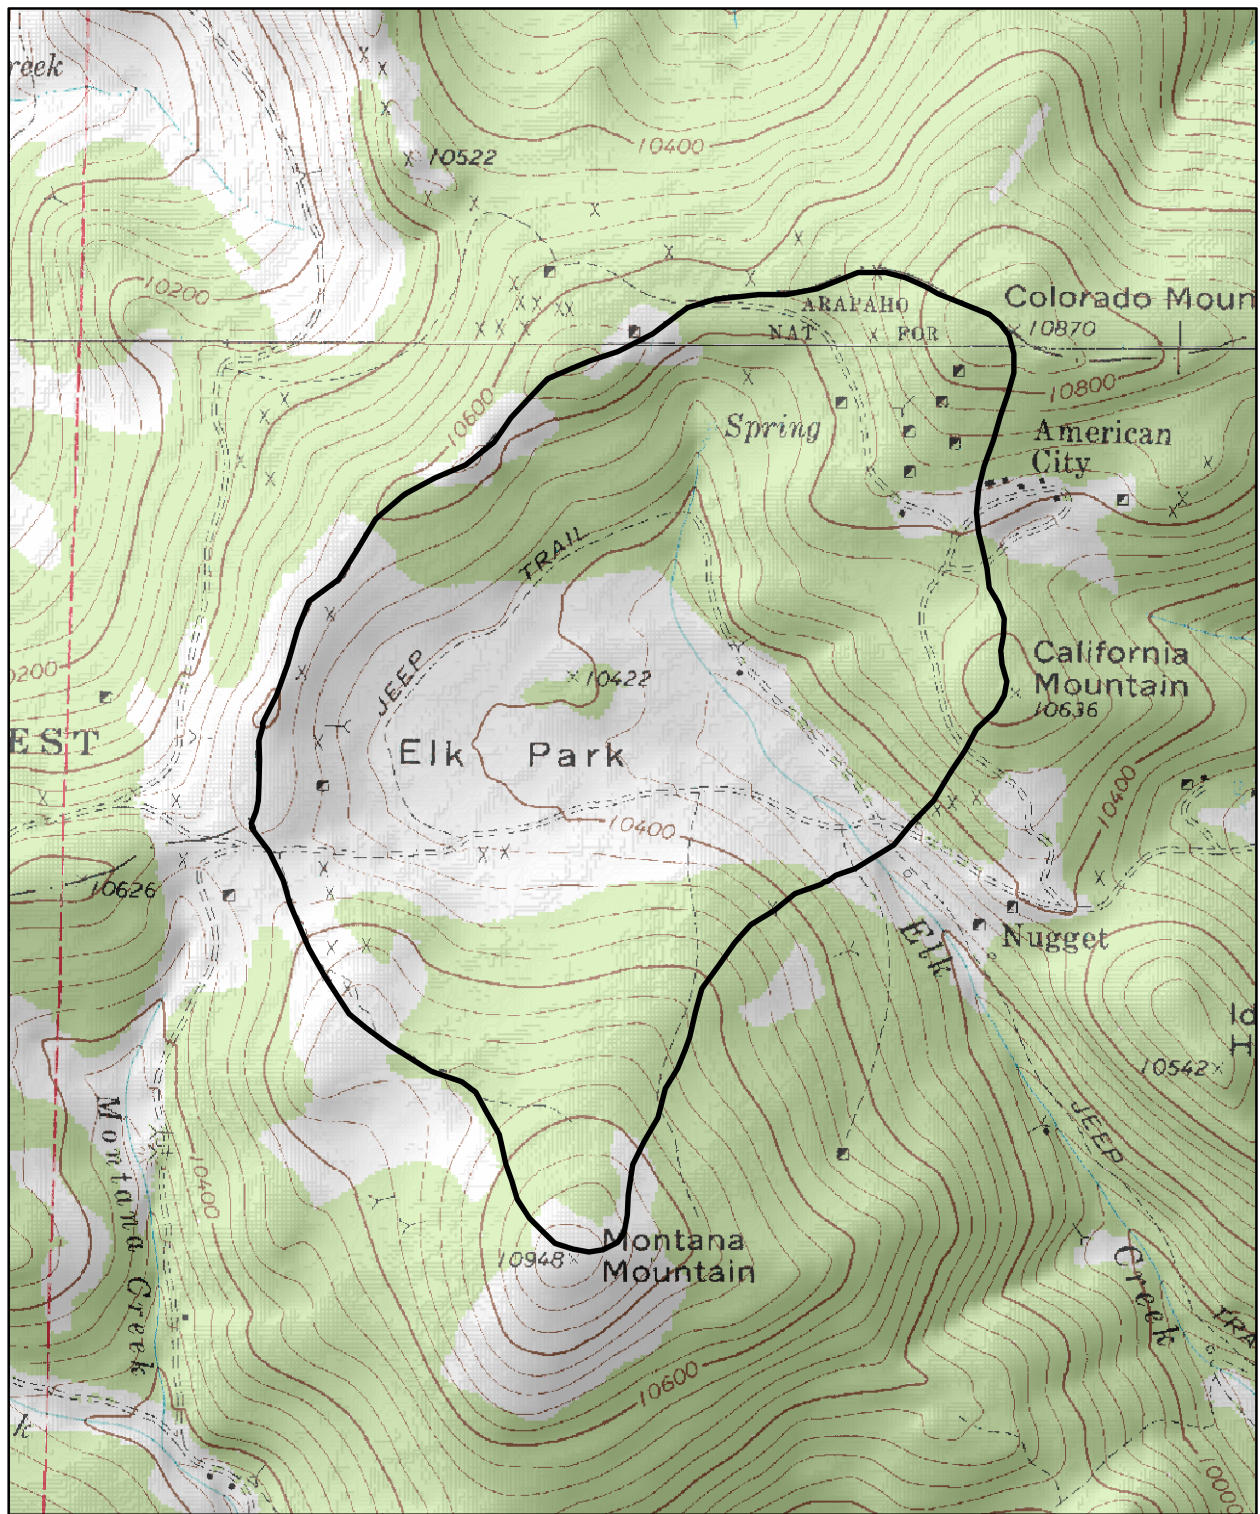 reek
10522
10400
10200
ARAPAHO
NAT FOR
Colorado Moun
10870
10800
10600
Spring
American
City
TRAIL
JEEP
10422
California
Mountain
10636
0200
EST
Elk Park
10400
10400
10626
Nugget
Elk
10542
JEEP
Montana Creek
10400
10948
Montana
Mountain
Creek
TRA
10600
k
10000